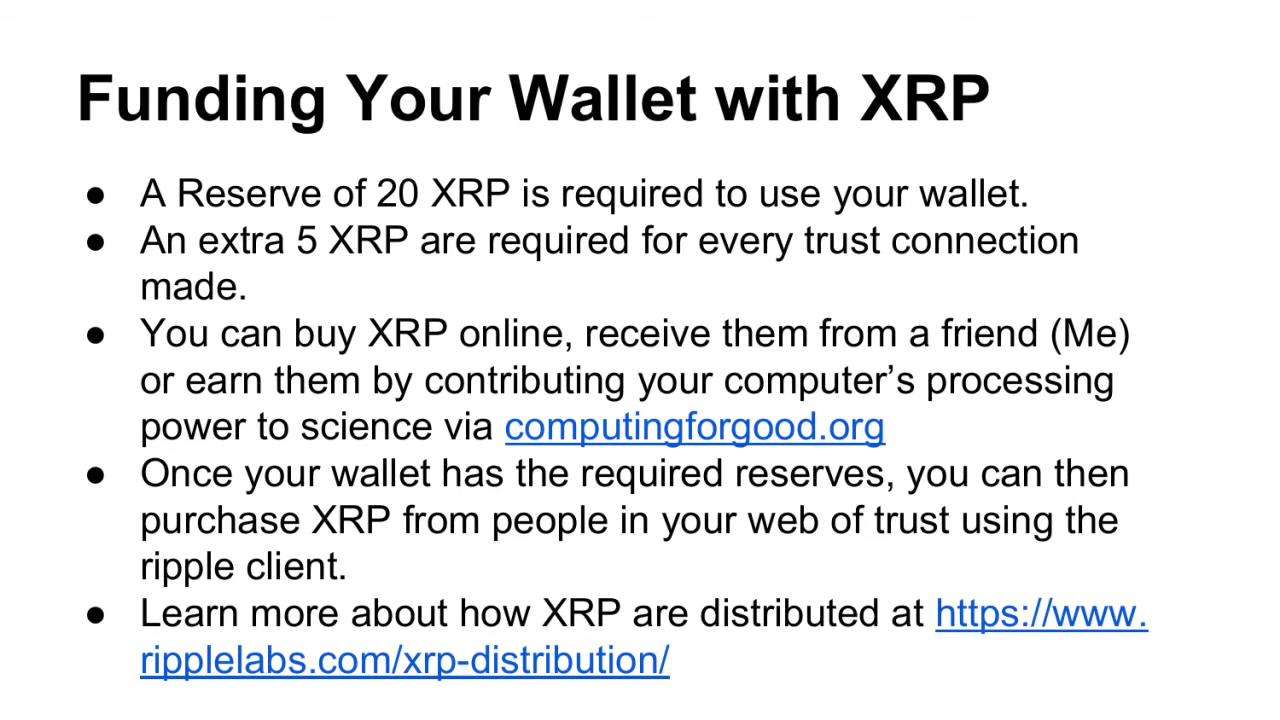 Funding Your Wallet with XRP
● A Reserve of 20 XRP is required to use your wallet.
● An extra 5 XRP are required for every trust connection
made.
● You can buy XRP online, receive them from a friend (Me)
or earn them by contributing your computer’s processing
power to science via computingforgood.org
● Once your wallet has the required reserves, you can then
purchase XRP from people in your web of trust using the
ripple client.
● Learn more about how XRP are distributed at https://www.
ripplelabs.com/xrp-distribution/